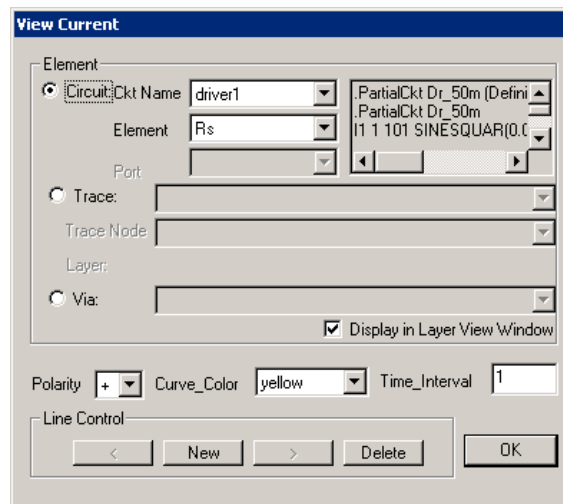 View Current
Element
Circuit: Ckt Name driver1
.PartialCkt Dr_50m (Defini
.PartialCkt Dr_50m
I1 1 101 SINESQUAR(0.0
Element Rs
Port
Trace:
Trace Node
Layer:
Via:
Display in Layer View Window
Polarity + Curve_Color yellow Time_Interval 1
Line Control
< New > Delete OK